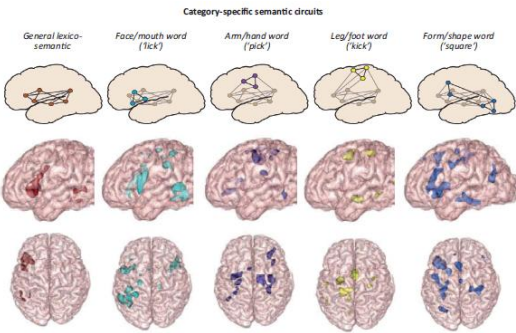 Category-specific semantic circuits
General lexico-
semantic
Face/mouth word
(‘lick’)
Arm/hand word
(‘pick’)
Leg/foot word
(‘kick’)
Form/shape word
(‘square’)